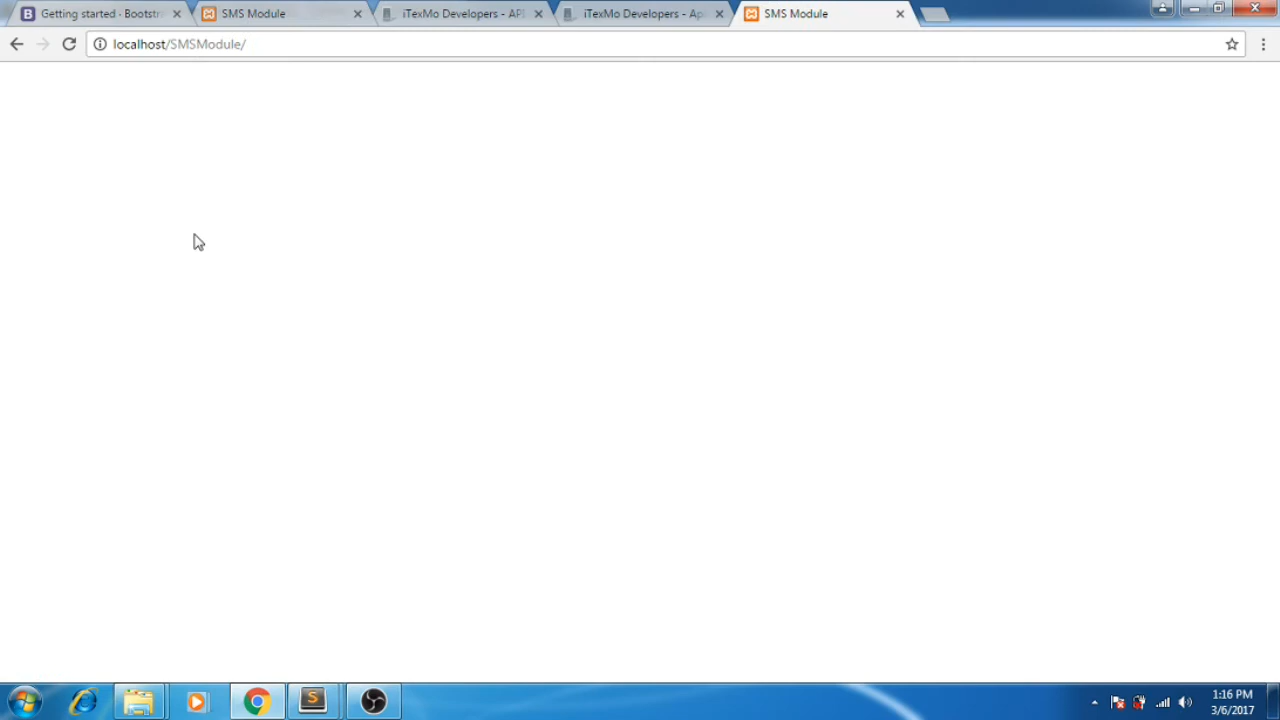 Getting started · Bootstr
SMS Module
iTexMo Developers - API
iTexMo Developers - Ap
SMS Module
localhost/SMSModule/
1:16 PM
3/6/2017